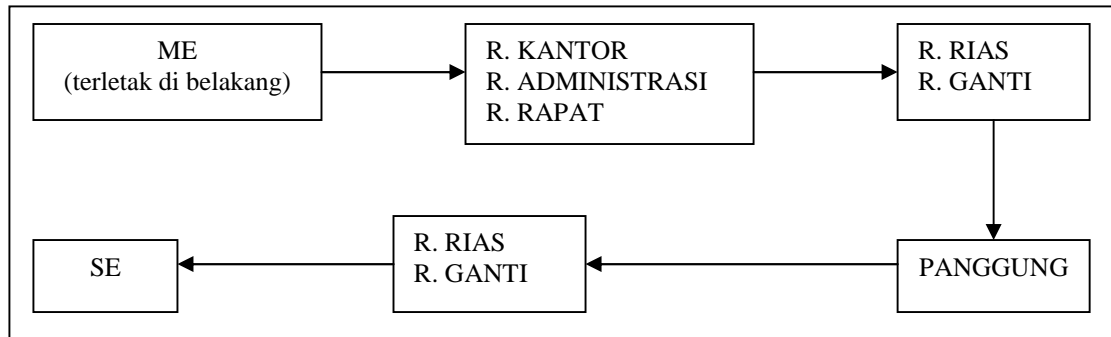 ME
(terletak di belakang)
R. KANTOR
R. ADMINISTRASI
R. RAPAT
R. RIAS
R. GANTI
SE
R. RIAS
R. GANTI
PANGGUNG